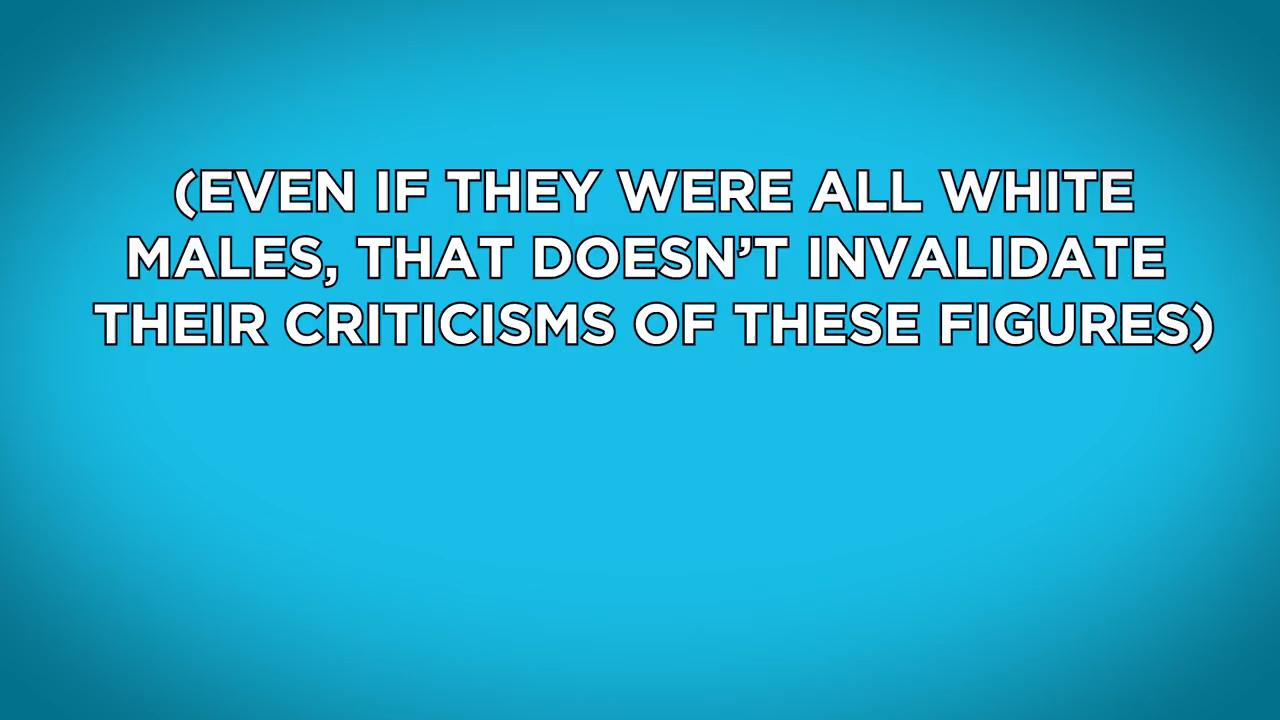 (EVEN IF THEY WERE ALL WHITE
MALES, THAT DOESN’T INVALIDATE
THEIR CRITICISMS OF THESE FIGURES)